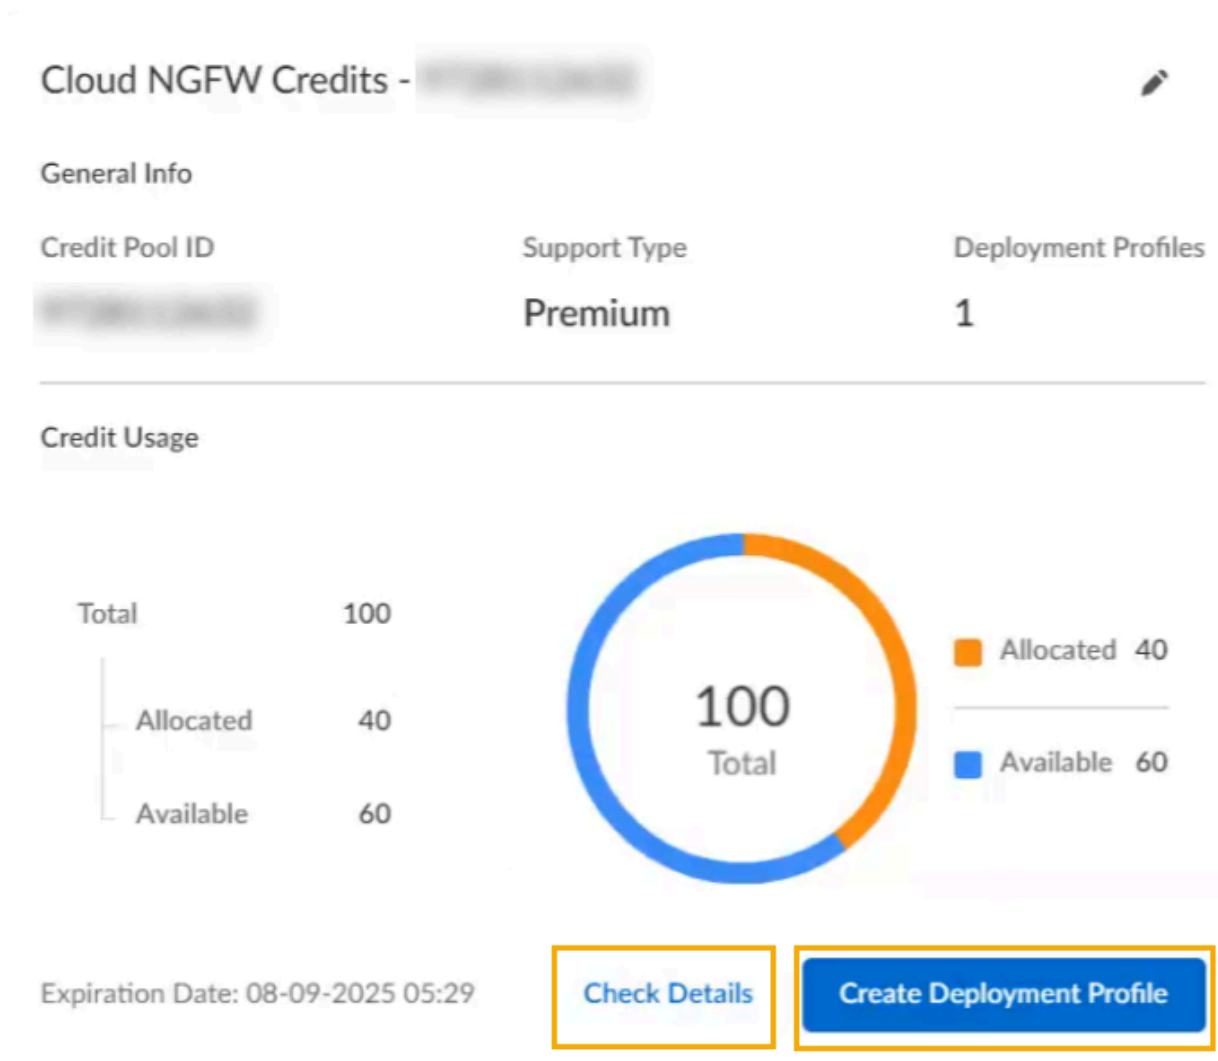 Cloud NGFW Credits -
General Info
Credit Pool ID
Support Type
Deployment Profiles
Premium
1
Credit Usage
Total 100
Allocated 40
Available 60
100
Total
Allocated 40
Available 60
Expiration Date: 08-09-2025 05:29
Check Details
Create Deployment Profile